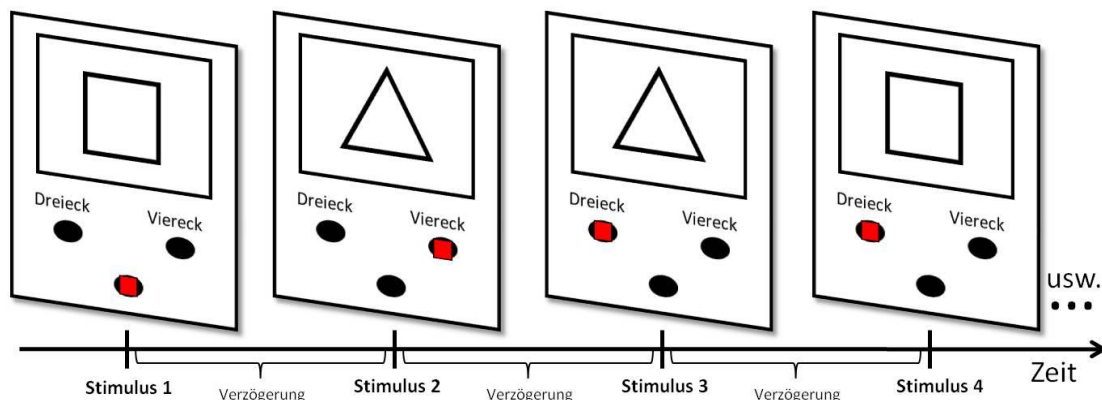 Dreieck
Viereck
Dreieck
Viereck
Dreieck
Viereck
Dreieck
Viereck
usw.
...
Stimulus 1
Verzögerung
Stimulus 2
Verzögerung
Stimulus 3
Verzögerung
Stimulus 4
Zeit